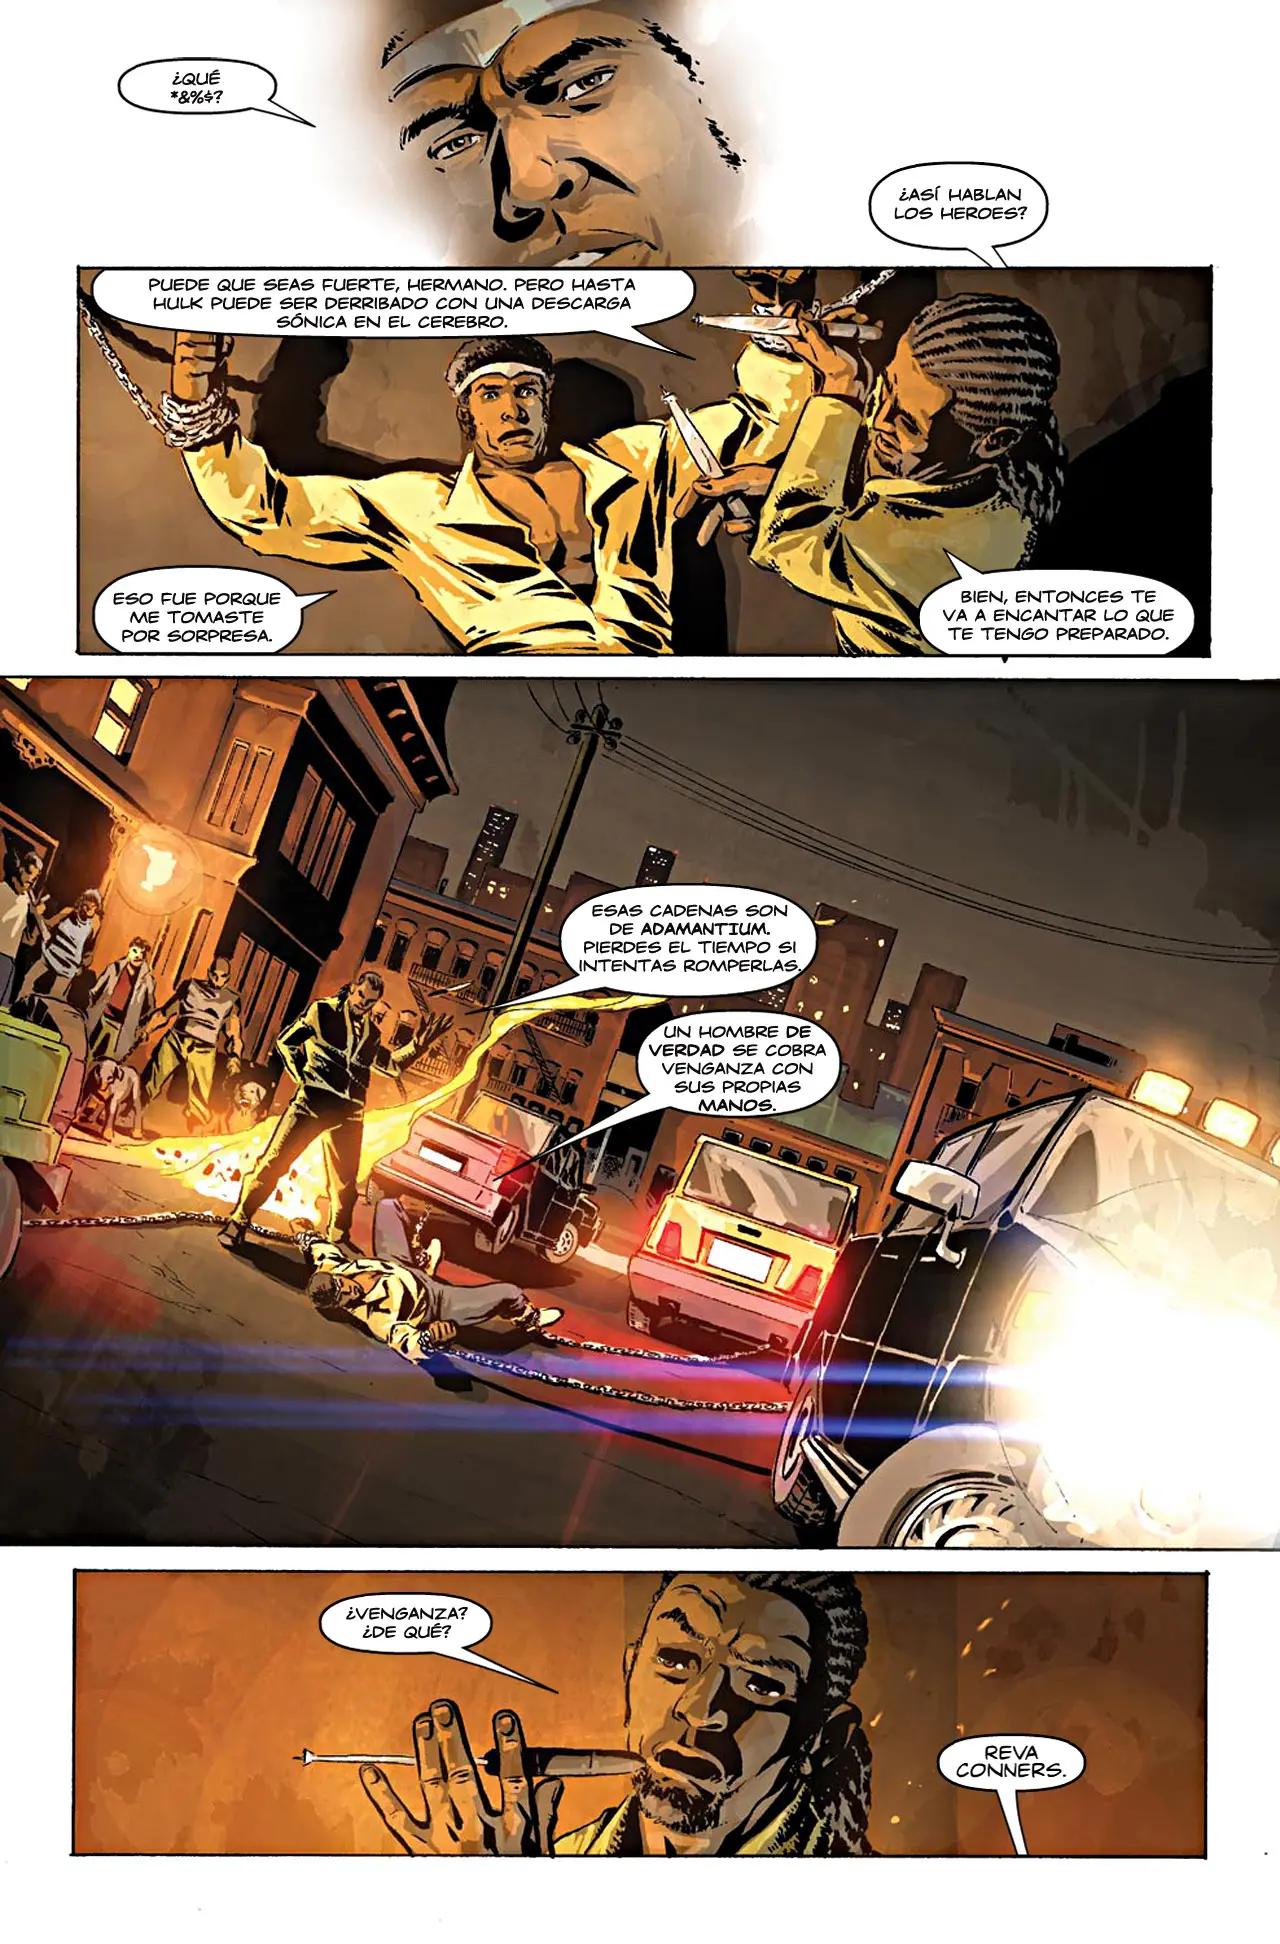 ¿QUÉ
*&%$?
¿ASÍ HABLAN
LOS HEROES?
PUEDE QUE SEAS FUERTE, HERMANO. PERO HASTA
HULK PUEDE SER DERRIBADO CON UNA DESCARGA
SÓNICA EN EL CEREBRO.
ESO FUE PORQUE
ME TOMASTE
POR SORPRESA.
BIEN, ENTONCES TE
VA A ENCANTAR LO QUE
TE TENGO PREPARADO.
ESAS CADENAS SON
DE ADAMANTIUM.
PIERDES EL TIEMPO SI
INTENTAS ROMPERLAS.
UN HOMBRE DE
VERDAD SE COBRA
VENGANZA CON
SUS PROPIAS
MANOS.
¿VENGANZA?
¿DE QUÉ?
REVA
CONNERS.